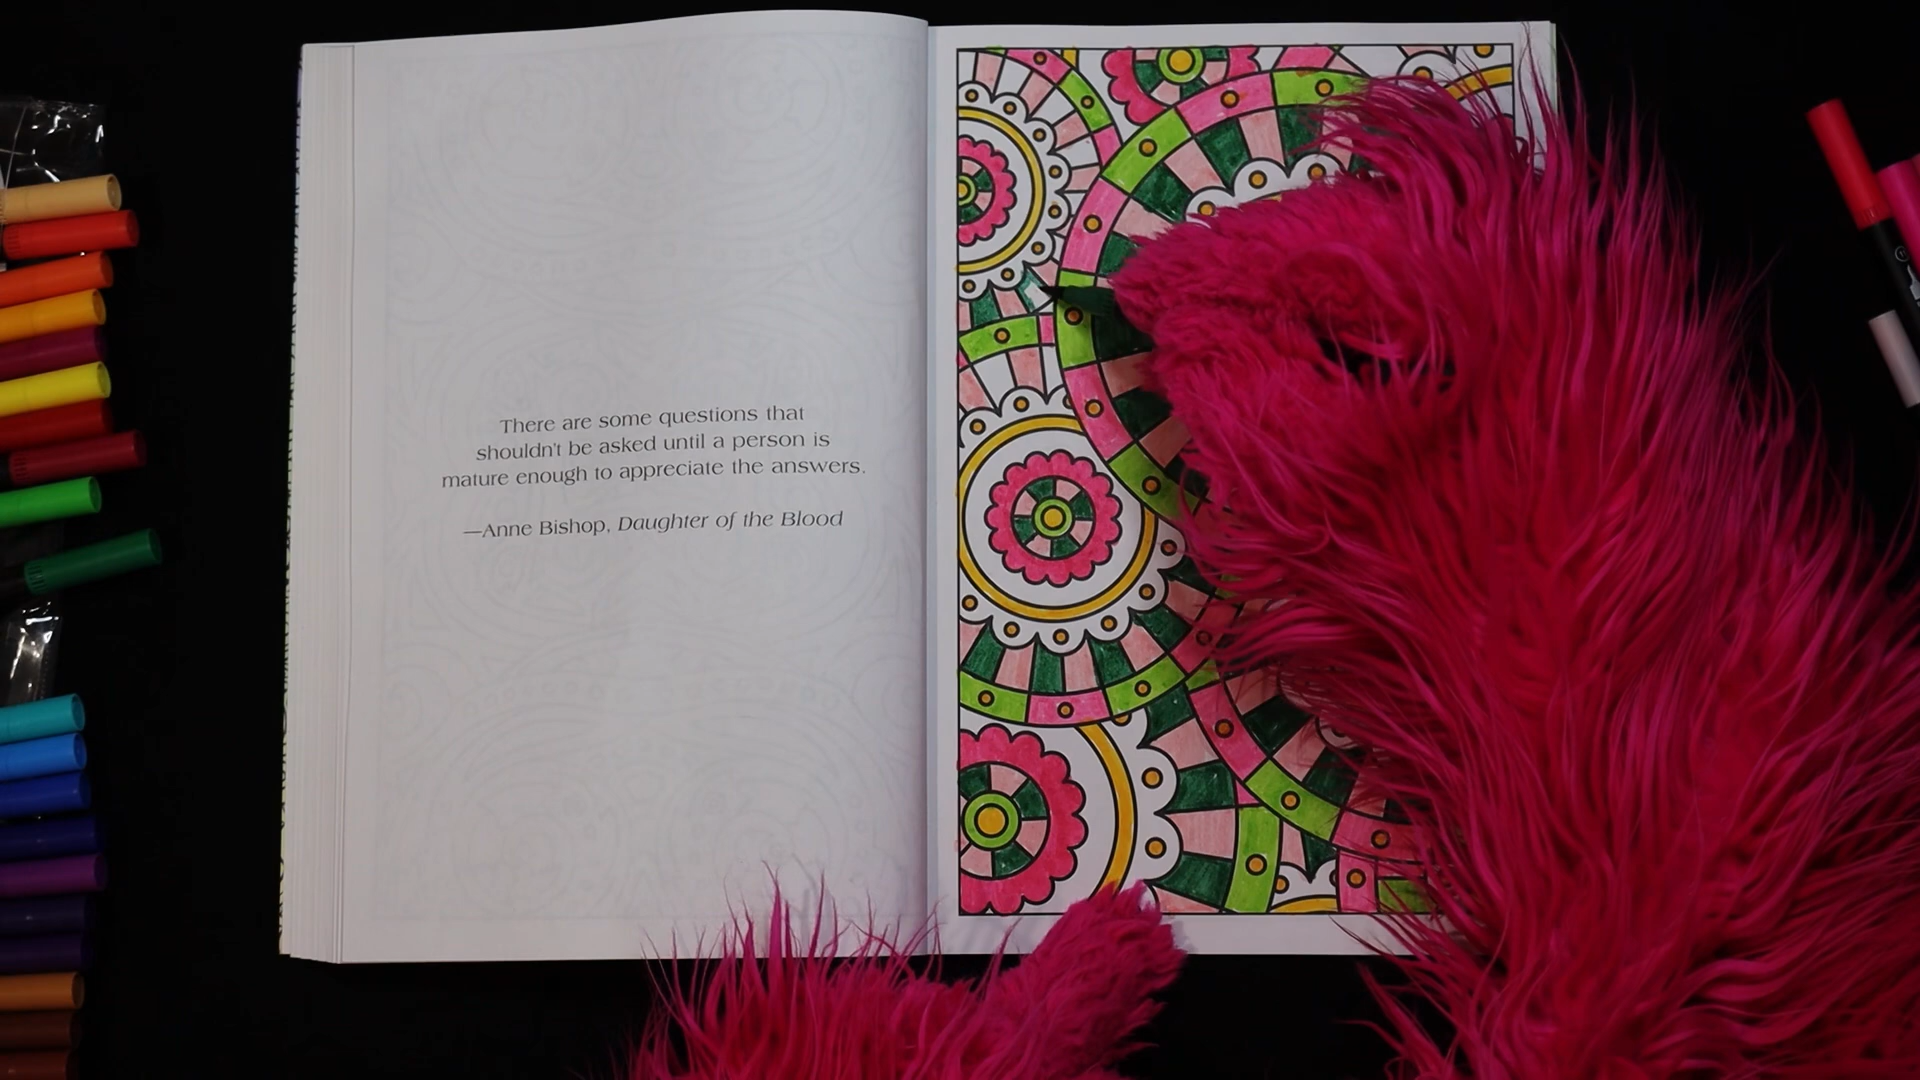 There are some questions that
shouldn't be asked until a person is
mature enough to appreciate the answers.
—Anne Bishop, Daughter of the Blood